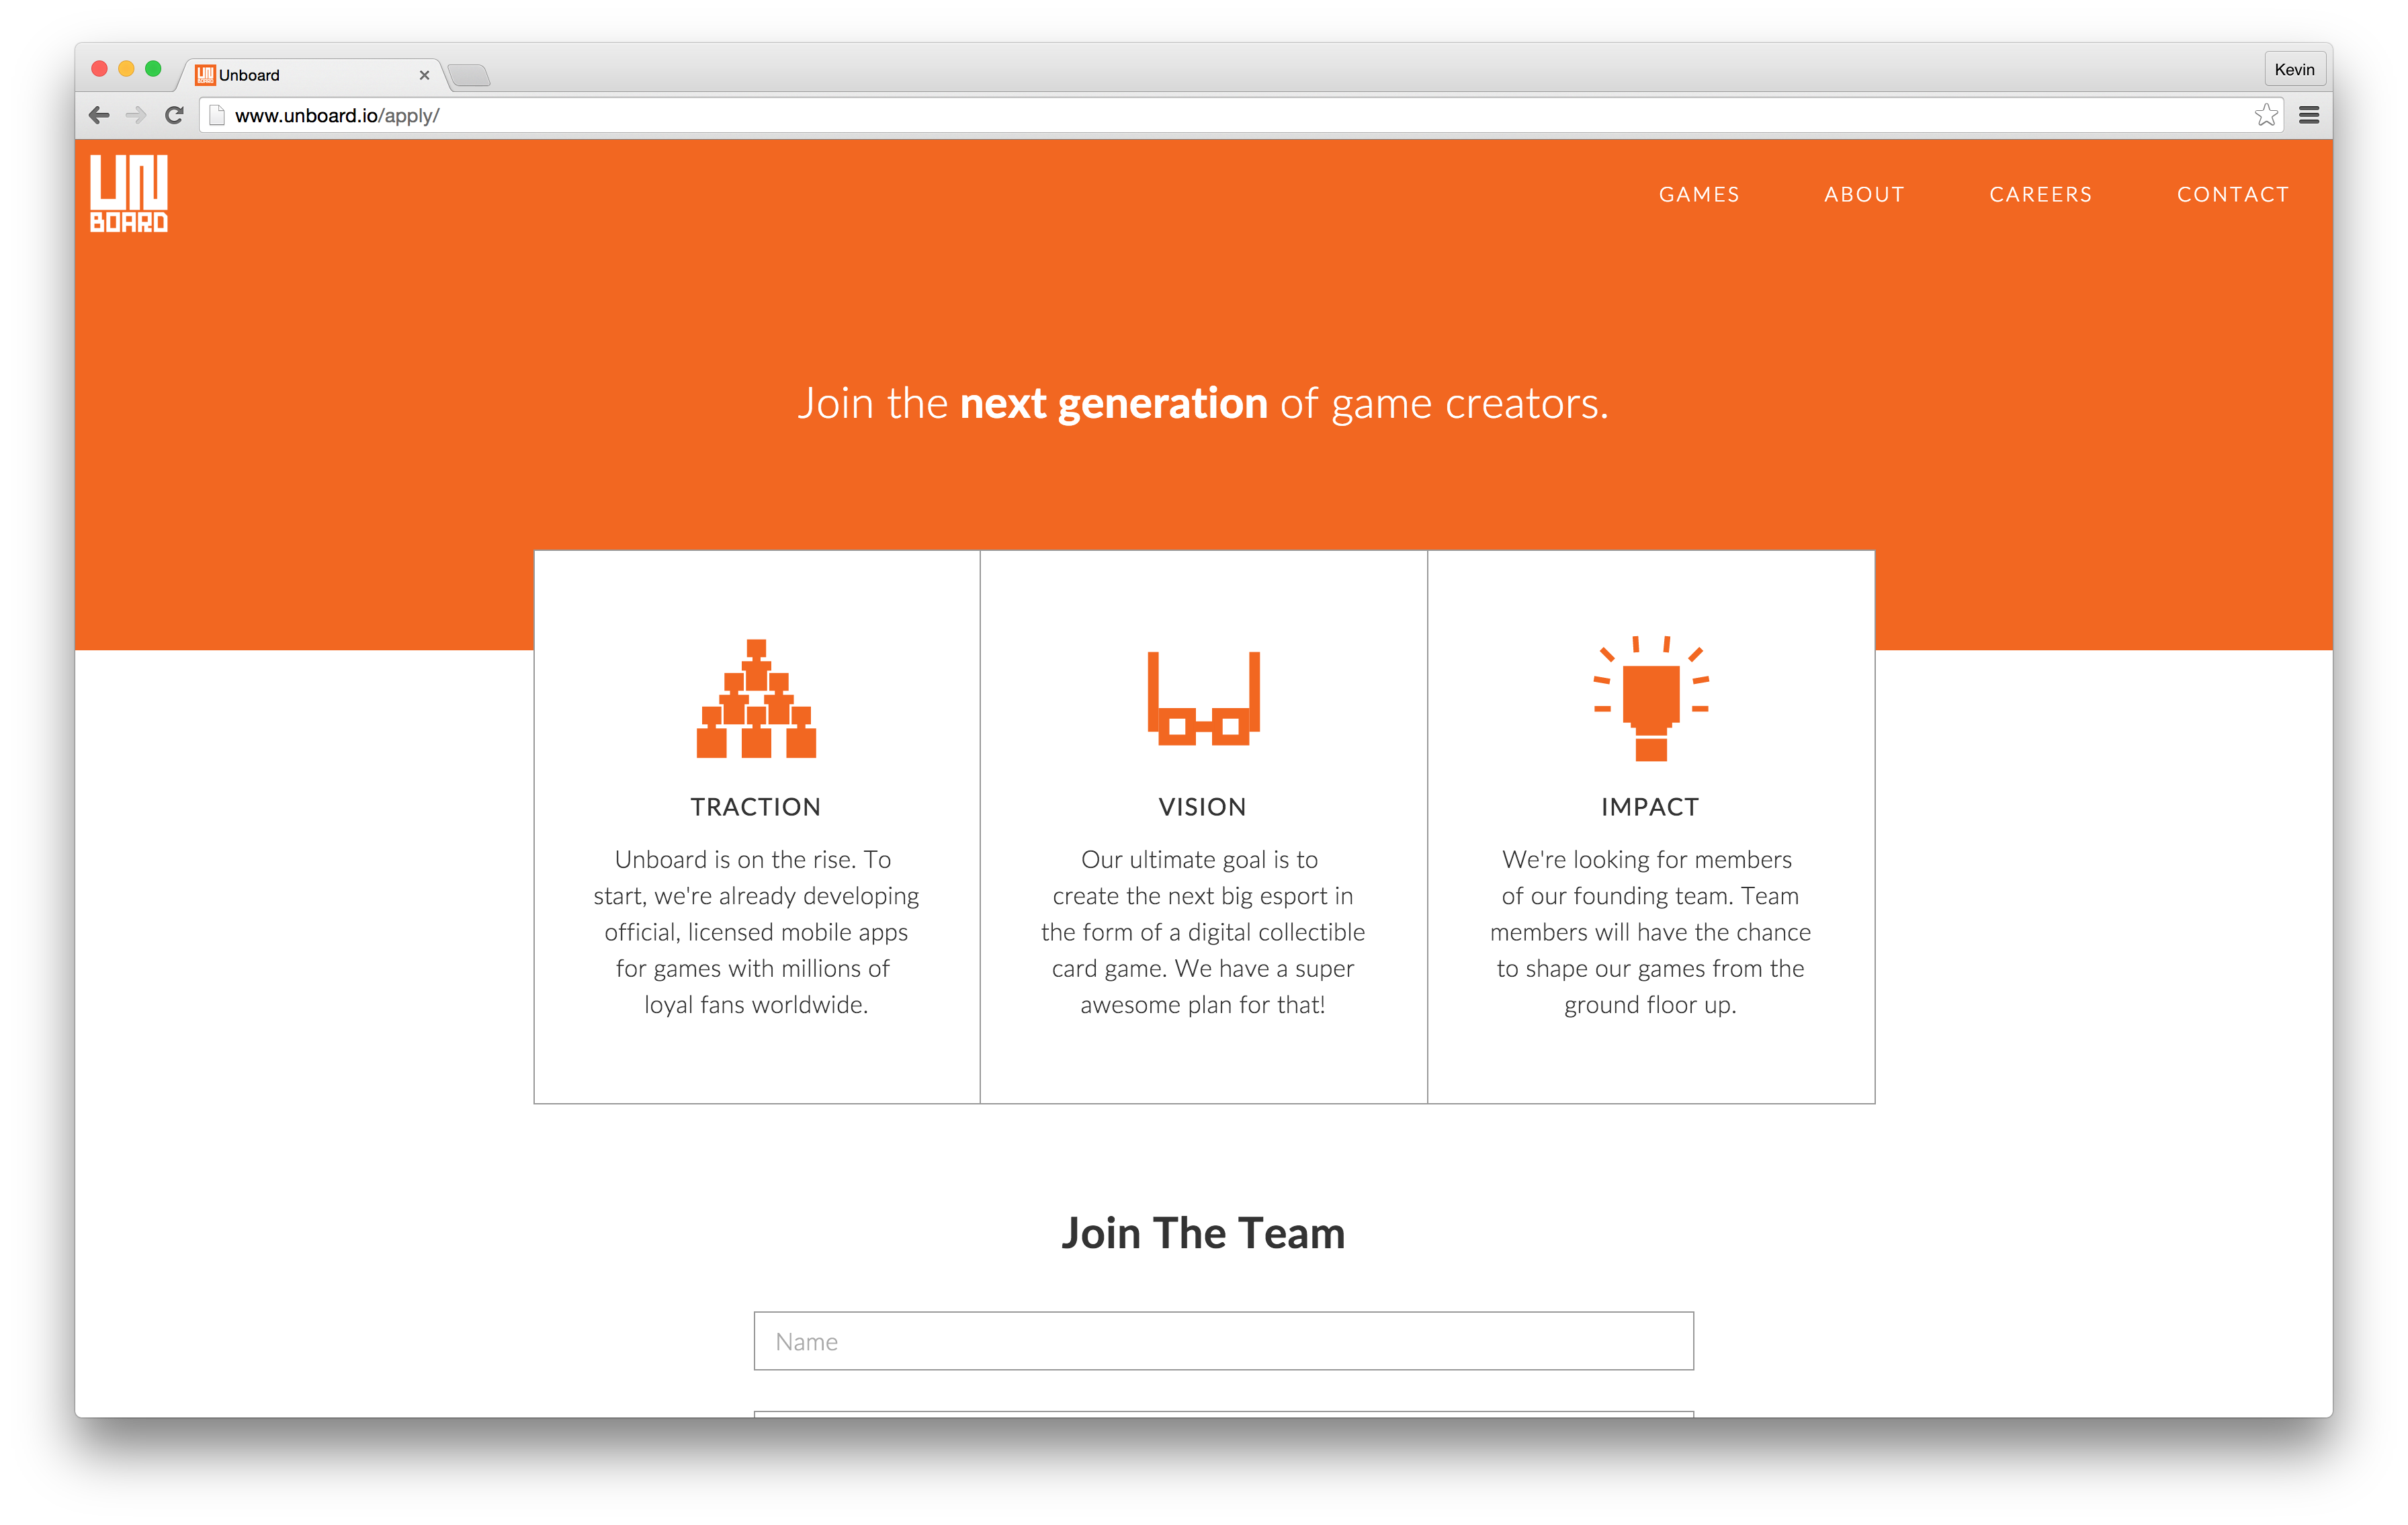 Unboard
Kevin
www.unboard.io/apply/
UN
BOARD
GAMES ABOUT CAREERS CONTACT
Join the next generation of game creators.
TRACTION
Unboard is on the rise. To
start, we're already developing
official, licensed mobile apps
for games with millions of
loyal fans worldwide.
VISION
Our ultimate goal is to
create the next big esport in
the form of a digital collectible
card game. We have a super
awesome plan for that!
IMPACT
We're looking for members
of our founding team. Team
members will have the chance
to shape our games from the
ground floor up.
Join The Team
Name